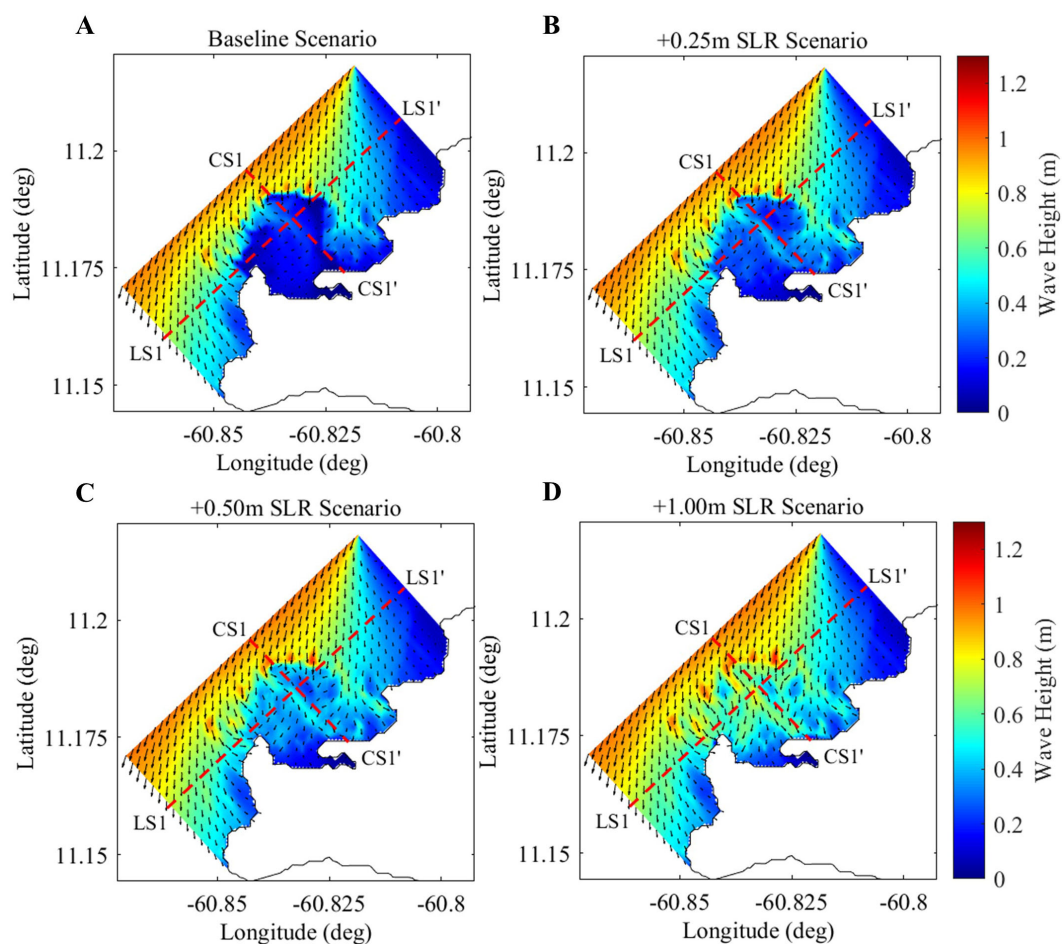 A
Baseline Scenario
B
+0.25m SLR Scenario
LS1'
CS1
CS1'
LS1
11.2
11.175
11.15
Latitude (deg)
-60.85
-60.825
-60.8
Longitude (deg)
LS1'
CS1
CS1'
LS1
11.2
11.175
11.15
Latitude (deg)
-60.85
-60.825
-60.8
Longitude (deg)
1.2
1
0.8
0.6
0.4
0.2
0
Wave Height (m)
C
+0.50m SLR Scenario
D
+1.00m SLR Scenario
LS1'
CS1
CS1'
LS1
11.2
11.175
11.15
Latitude (deg)
-60.85
-60.825
-60.8
Longitude (deg)
LS1'
CS1
CS1'
LS1
11.2
11.175
11.15
Latitude (deg)
-60.85
-60.825
-60.8
Longitude (deg)
1.2
1
0.8
0.6
0.4
0.2
0
Wave Height (m)